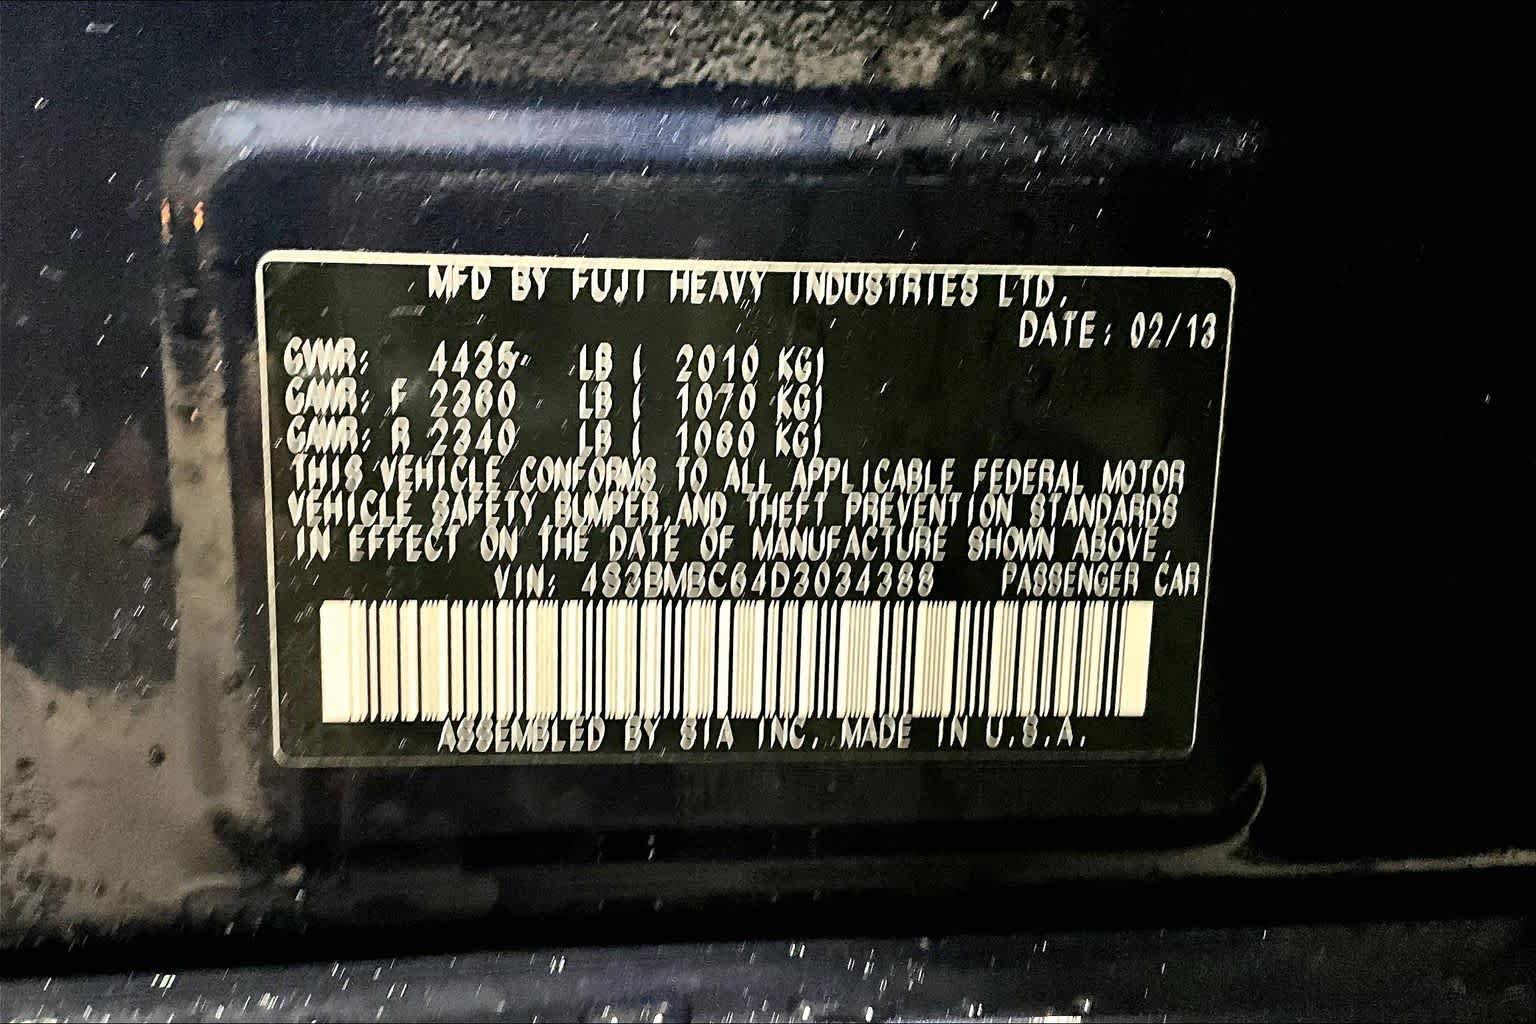 MFD BY FUJI HEAVY INDUSTRIES LTD.
DATE: 02/13
GVWR: 4435 LB ( 2010 KG)
GAWR: F 2360 LB ( 1070 KG)
GAWR: R 2340 LB ( 1060 KG)
THIS VEHICLE CONFORMS TO ALL APPLICABLE FEDERAL MOTOR
VEHICLE SAFETY,BUMPER,AND THEFT PREVENTION STANDARDS
IN EFFECT ON THE DATE OF MANUFACTURE SHOWN ABOVE.
VIN: 4S3BMBC64D3034388 PASSENGER CAR
ASSEMBLED BY SIA INC. MADE IN U.S.A.